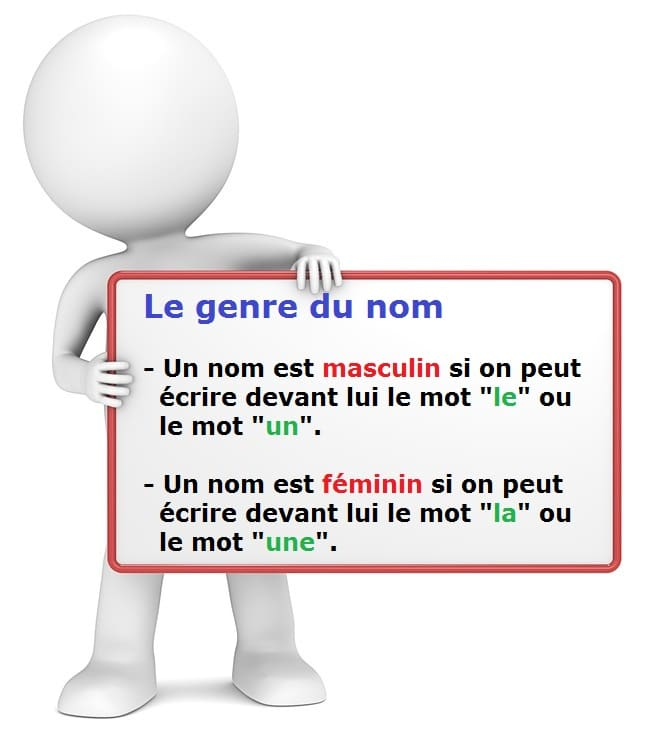 Le genre du nom
- Un nom est masculin si on peut
écrire devant lui le mot "le" ou
le mot "un".
- Un nom est féminin si on peut
écrire devant lui le mot "la" ou
le mot "une".